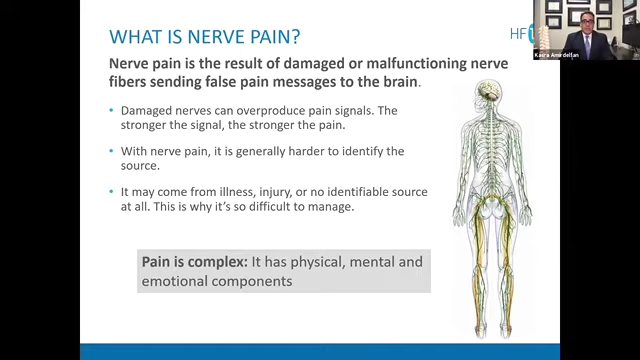 WHAT IS NERVE PAIN?
HF
Kasra Amirdelfan
Nerve pain is the result of damaged or malfunctioning nerve
fibers sending false pain messages to the brain.
• Damaged nerves can overproduce pain signals. The
stronger the signal, the stronger the pain.
• With nerve pain, it is generally harder to identify the
source.
• It may come from illness, injury, or no identifiable source
at all. This is why it's so difficult to manage.
Pain is complex: It has physical, mental and
emotional components